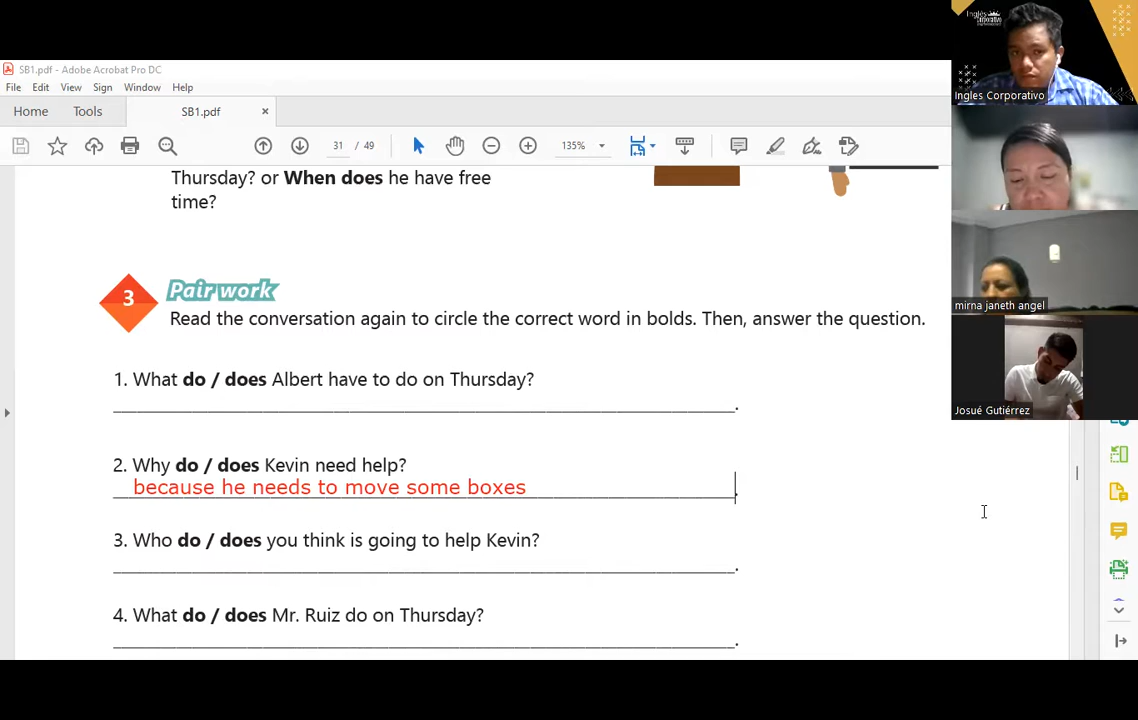 SB1.pdf - Adobe Acrobat Pro DC
File Edit View Sign Window Help
Home Tools SB1.pdf ×
31 / 49 135%
Thursday? or When does he have free
time?
3 Pair work
Read the conversation again to circle the correct word in bolds. Then, answer the question.
1. What do / does Albert have to do on Thursday?
2. Why do / does Kevin need help?
because he needs to move some boxes
3. Who do / does you think is going to help Kevin?
4. What do / does Mr. Ruiz do on Thursday?
Inglés
Corporativo
Ingles Corporativo
mirna janeth angel
Josué Gutiérrez